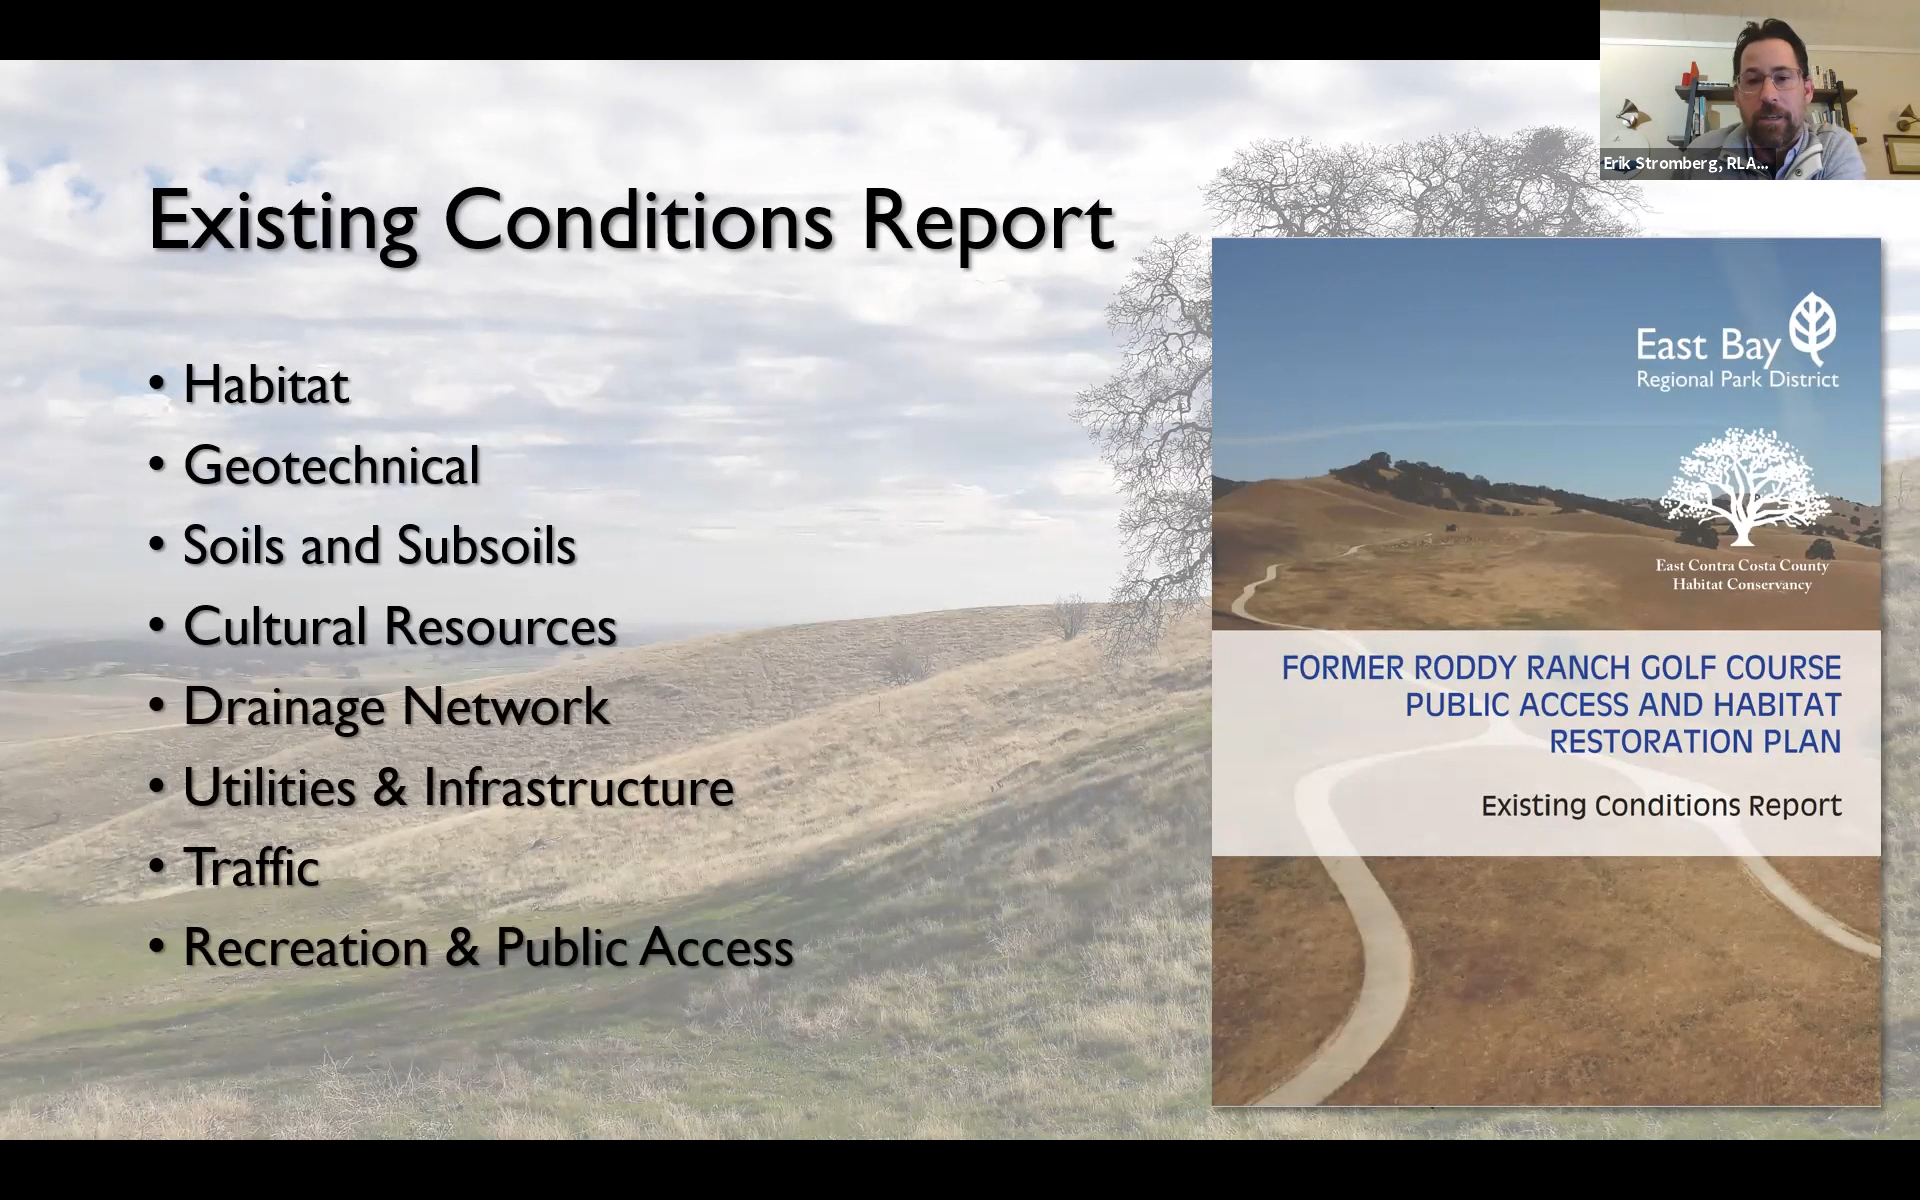 Erik Stromberg, RLA...
Existing Conditions Report
• Habitat
• Geotechnical
• Soils and Subsoils
• Cultural Resources
• Drainage Network
• Utilities & Infrastructure
• Traffic
• Recreation & Public Access
East Bay
Regional Park District
East Contra Costa County
Habitat Conservancy
FORMER RODDY RANCH GOLF COURSE
PUBLIC ACCESS AND HABITAT
RESTORATION PLAN
Existing Conditions Report